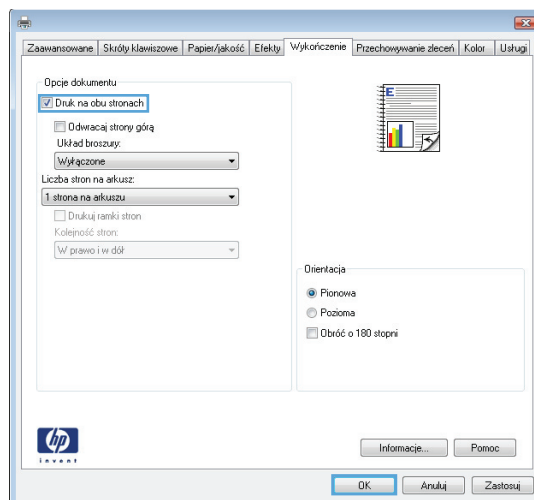 Zaawansowane Skróty klawiszowe Papier/jakość Efekty Wykończenie Przechowywanie zleceń Kolor Usługi
Opcje dokumentu
Druk na obu stronach
Odwracaj strony górą
Układ broszury:
Wyłączone
Liczba stron na arkusz:
1 strona na arkuszu
Drukuj ramki stron
Kolejność stron:
W prawo i w dół
E
Orientacja
Pionowa
Pozioma
Obróć o 180 stopni
hp
invent
Informacje... Pomoc
OK Anuluj Zastosuj